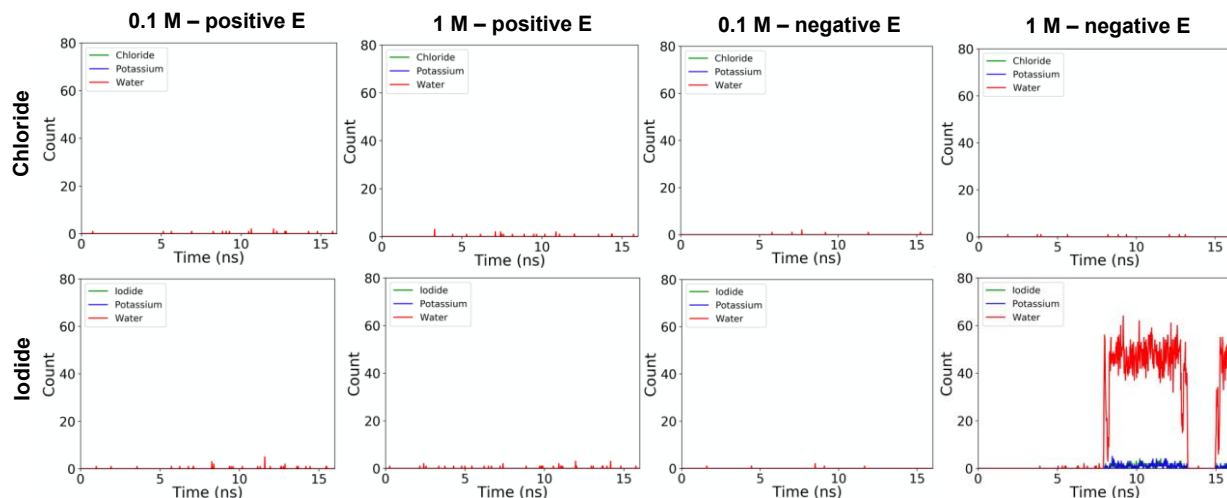 0.1 M – positive E
1 M – positive E
0.1 M – negative E
1 M – negative E
Chloride
80
60
40
20
0
Count
Chloride
Potassium
Water
0
5
10
15
Time (ns)
80
60
40
20
0
Count
Chloride
Potassium
Water
0
5
10
15
Time (ns)
80
60
40
20
0
Count
Chloride
Potassium
Water
0
5
10
15
Time (ns)
80
60
40
20
0
Count
Chloride
Potassium
Water
0
5
10
15
Time (ns)
Iodide
80
60
40
20
0
Count
Iodide
Potassium
Water
0
5
10
15
Time (ns)
80
60
40
20
0
Count
Iodide
Potassium
Water
0
5
10
15
Time (ns)
80
60
40
20
0
Count
Iodide
Potassium
Water
0
5
10
15
Time (ns)
80
60
40
20
0
Count
Iodide
Potassium
Water
0
5
10
15
Time (ns)